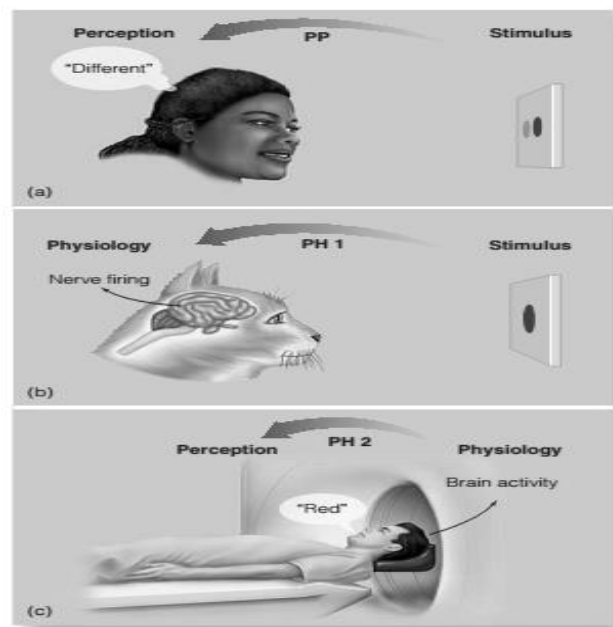 Perception PP Stimulus
“Different”
(a)
Physiology PH 1 Stimulus
Nerve firing
(b)
PH 2
Perception Physiology
Brain activity
“Red”
(c)